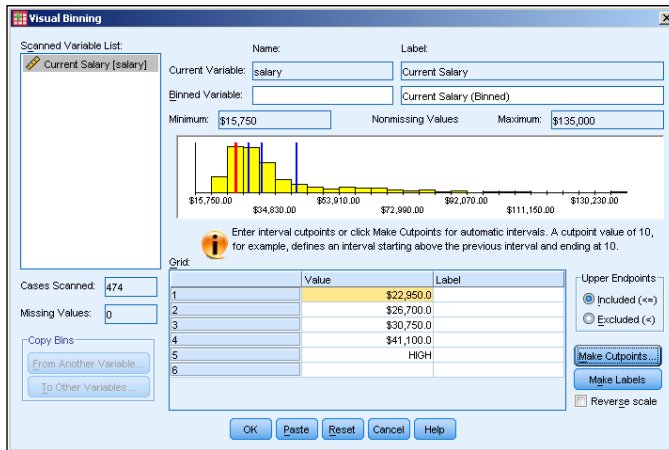 Visual Binning
Scanned Variable List:
Current Salary [salary]
Name:
Label:
Current Variable:
salary
Current Salary
Binned Variable:
Current Salary (Binned)
Minimum:
$15,750
Nonmissing Values
Maximum:
$135,000
$15,750.00
$34,830.00
$53,910.00
$72,990.00
$92,070.00
$111,150.00
$130,230.00
Enter interval cutpoints or click Make Cutpoints for automatic intervals. A cutpoint value of 10,
for example, defines an interval starting above the previous interval and ending at 10.
Grid:
Value
Label
1
$22,950.0
2
$26,700.0
3
$30,750.0
4
$41,100.0
5
HIGH
6
Cases Scanned:
474
Missing Values:
0
Copy Bins
From Another Variable...
To Other Variables...
Upper Endpoints
Included (<=)
Excluded (<)
Make Cutpoints...
Make Labels
Reverse scale
OK
Paste
Reset
Cancel
Help